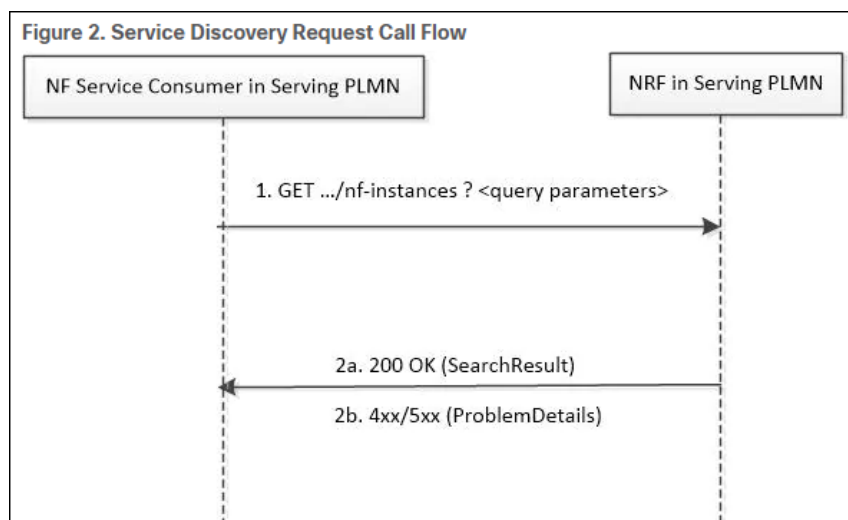 Figure 2. Service Discovery Request Call Flow
NF Service Consumer in Serving PLMN
NRF in Serving PLMN
1. GET .../nf-instances ? <query parameters>
2a. 200 OK (SearchResult)
2b. 4xx/5xx (ProblemDetails)